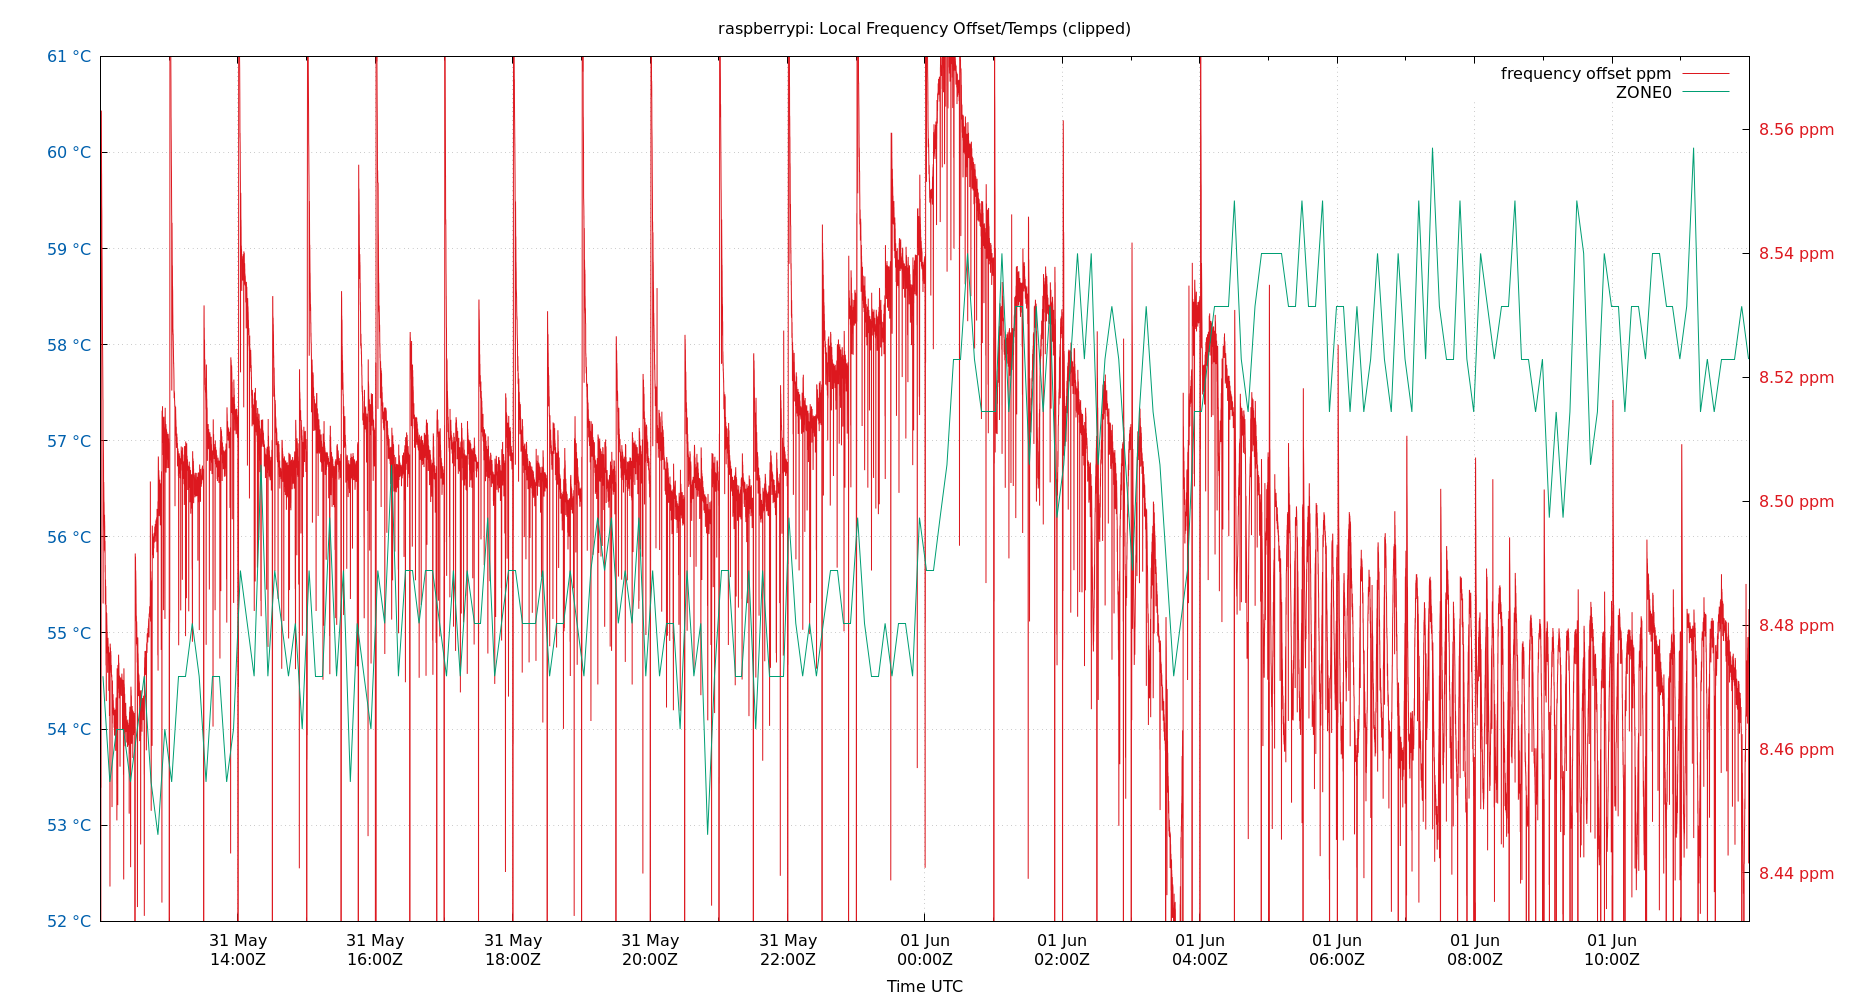 raspberrypi: Local Frequency Offset/Temps (clipped)
61 °C
60 °C
59 °C
58 °C
57 °C
56 °C
55 °C
54 °C
53 °C
52 °C
frequency offset ppm
ZONE0
8.56 ppm
8.54 ppm
8.52 ppm
8.50 ppm
8.48 ppm
8.46 ppm
8.44 ppm
31 May
14:00Z
31 May
16:00Z
31 May
18:00Z
31 May
20:00Z
31 May
22:00Z
01 Jun
00:00Z
01 Jun
02:00Z
01 Jun
04:00Z
01 Jun
06:00Z
01 Jun
08:00Z
01 Jun
10:00Z
Time UTC